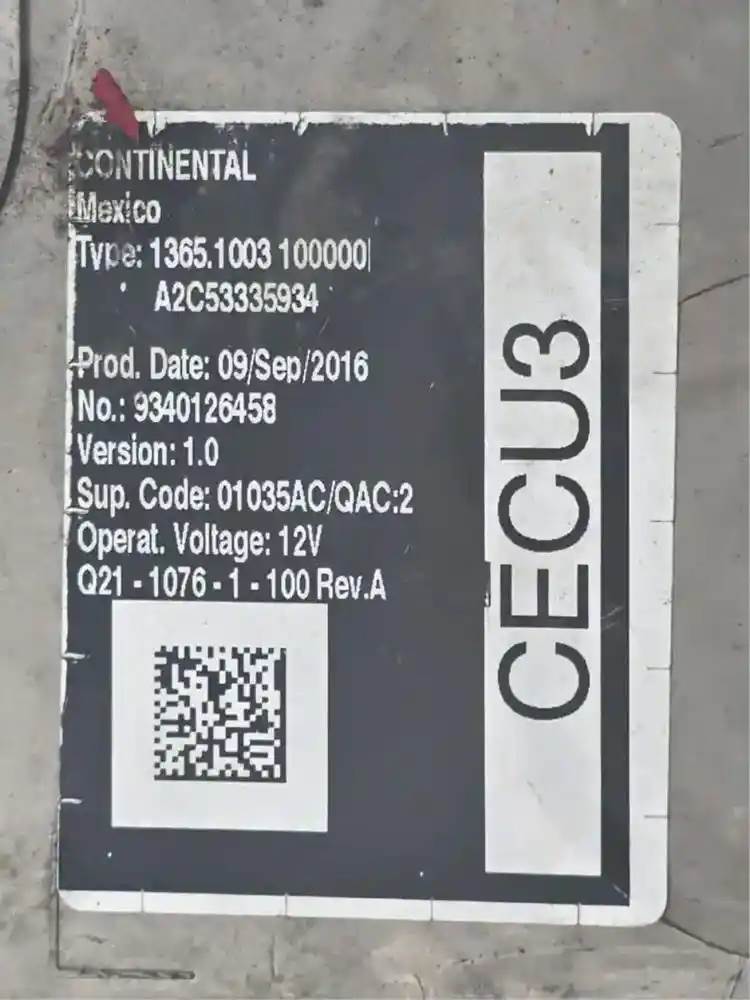 CONTINENTAL
Mexico
Type: 1365.1003 100000
A2C53335934
Prod. Date: 09/Sep/2016
No.: 9340126458
Version: 1.0
Sup. Code: 01035AC/QAC:2
Operat. Voltage: 12V
Q21 - 1076 - 1 - 100 Rev.A
CECU3